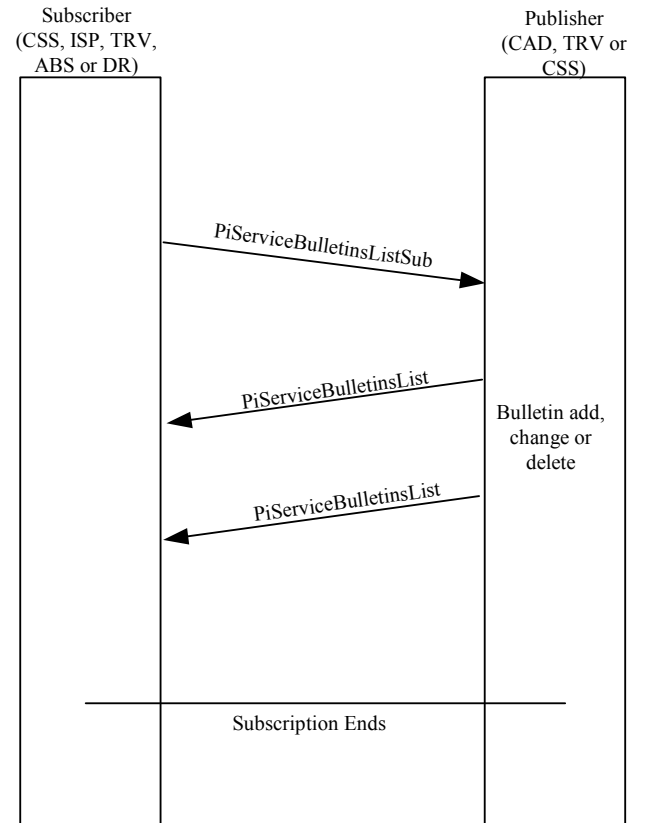 Subscriber
(CSS, ISP, TRV,
ABS or DR)
Publisher
(CAD, TRV or
CSS)
PiServiceBulletinsListSub
PiServiceBulletinsList
Bulletin add,
change or
delete
PiServiceBulletinsList
Subscription Ends